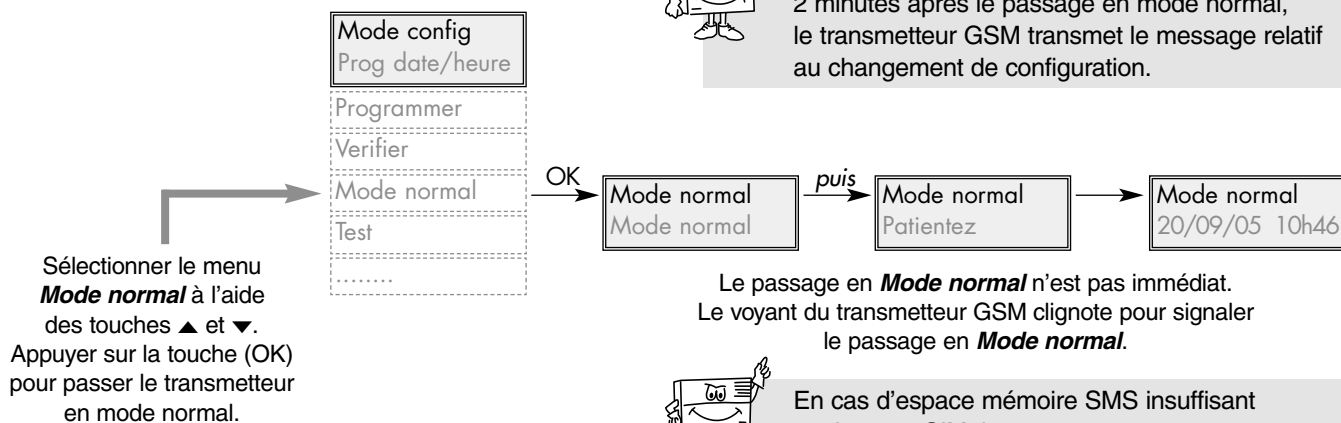 2 minutes après le passage en mode normal,
le transmetteur GSM transmet le message relatif
au changement de configuration.
Mode config
Prog date/heure
Programmer
Verifier
Mode normal
Test
........
OK
Mode normal
Mode normal
puis
Mode normal
Patientez
Mode normal
20/09/05 10h46
Sélectionner le menu
Mode normal à l'aide
des touches ▲ et ▼.
Appuyer sur la touche (OK)
pour passer le transmetteur
en mode normal.
Le passage en Mode normal n'est pas immédiat.
Le voyant du transmetteur GSM clignote pour signaler
le passage en Mode normal.
En cas d'espace mémoire SMS insuffisant